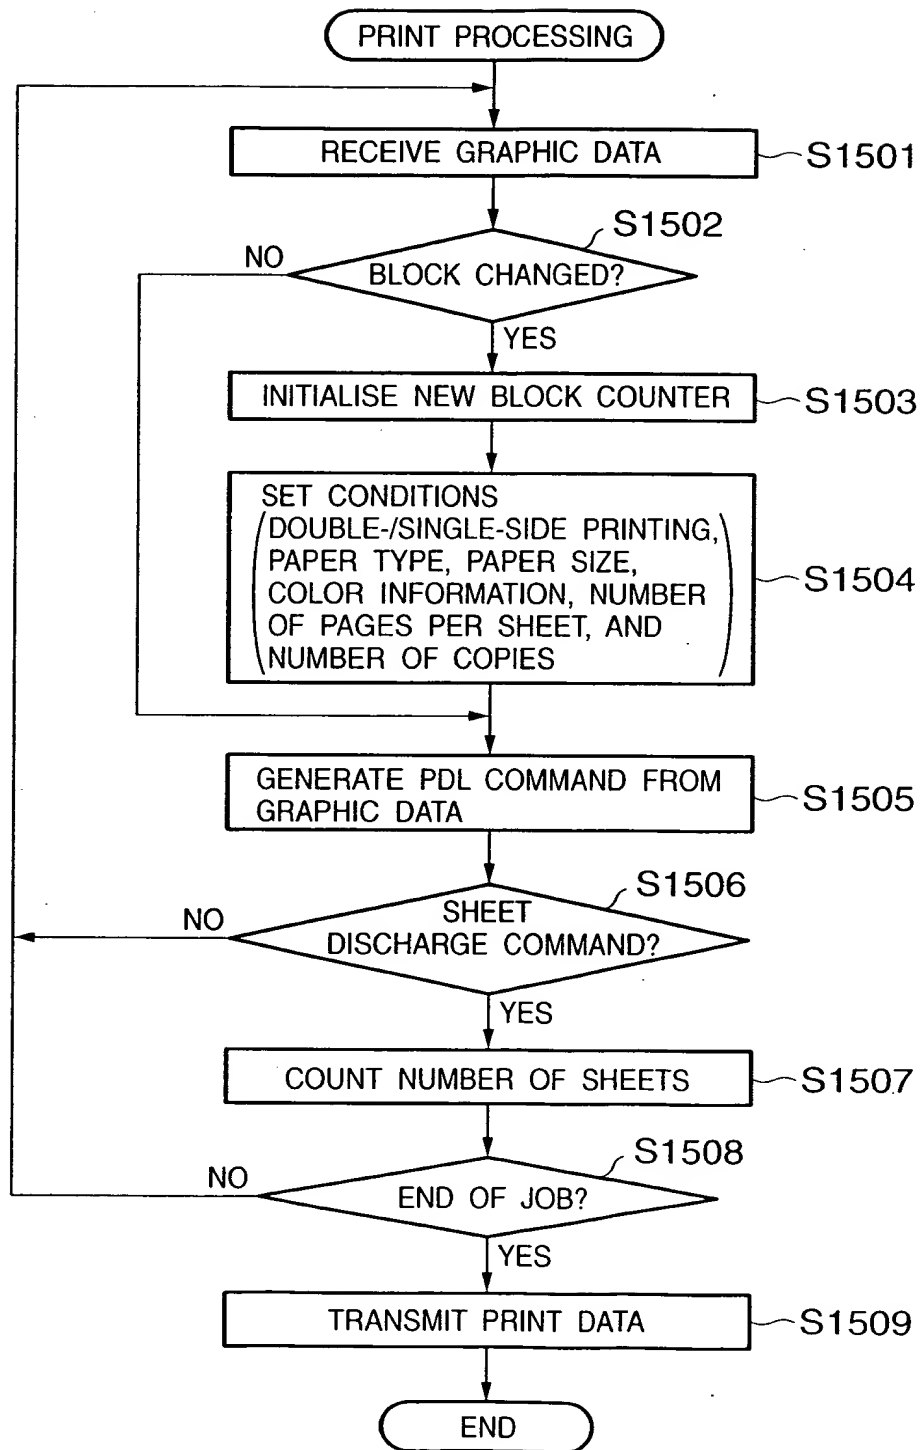 PRINT PROCESSING
RECEIVE GRAPHIC DATA
S1501
S1502
NO
BLOCK CHANGED?
YES
INITIALISE NEW BLOCK COUNTER
S1503
SET CONDITIONS
DOUBLE-/SINGLE-SIDE PRINTING,
PAPER TYPE, PAPER SIZE,
COLOR INFORMATION, NUMBER
OF PAGES PER SHEET, AND
NUMBER OF COPIES
S1504
GENERATE PDL COMMAND FROM
GRAPHIC DATA
S1505
S1506
NO
SHEET
DISCHARGE COMMAND?
YES
COUNT NUMBER OF SHEETS
S1507
S1508
NO
END OF JOB?
YES
TRANSMIT PRINT DATA
S1509
END